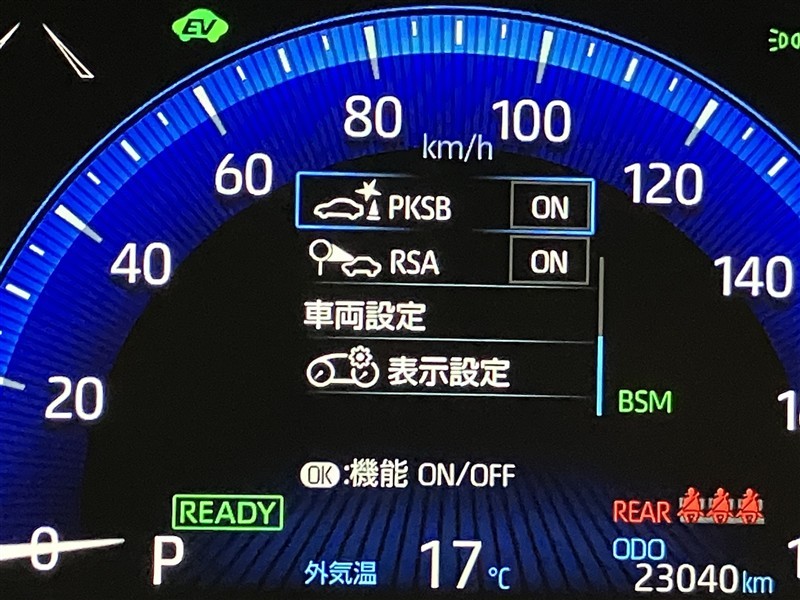 EV
80
100
km/h
60
120
PKSB ON
40
RSA ON
140
車両設定
表示設定
20
BSM
OK:機能 ON/OFF
READY
REAR
0
P
外気温 17℃
ODO
23040km